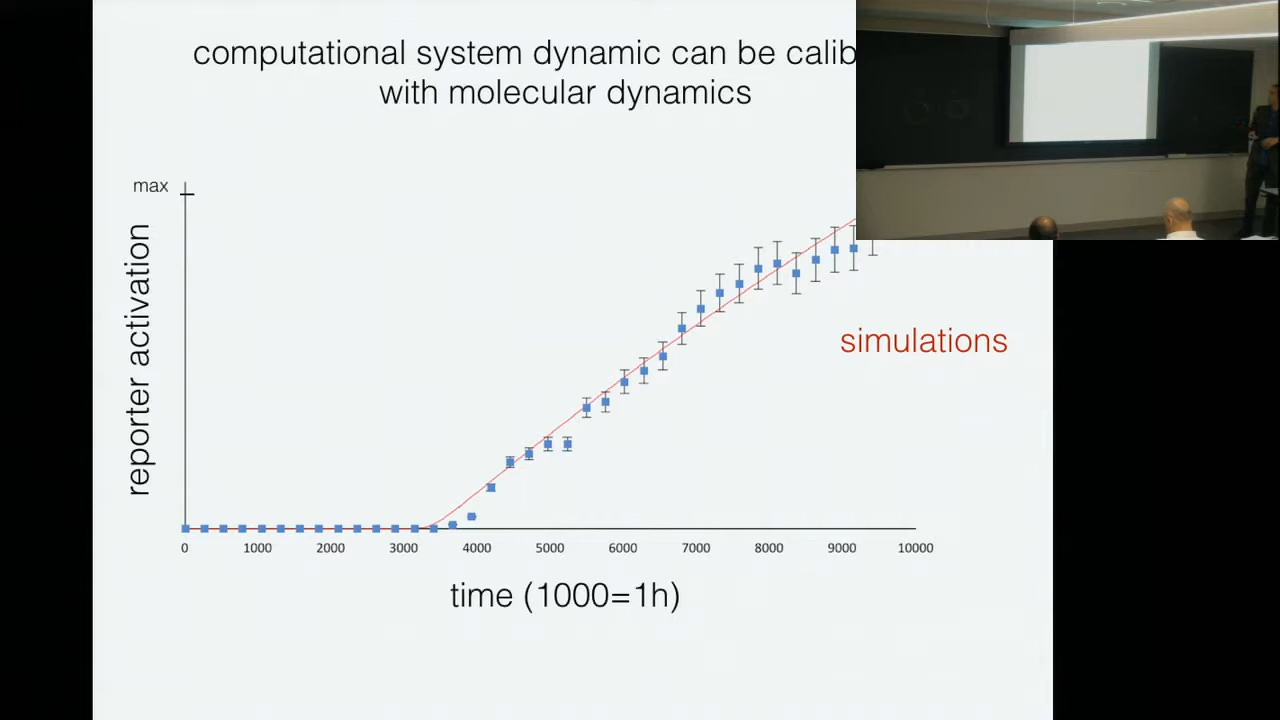 computational system dynamic can be calib
with molecular dynamics
max
reporter activation
simulations
0 1000 2000 3000 4000 5000 6000 7000 8000 9000 10000
time (1000=1h)